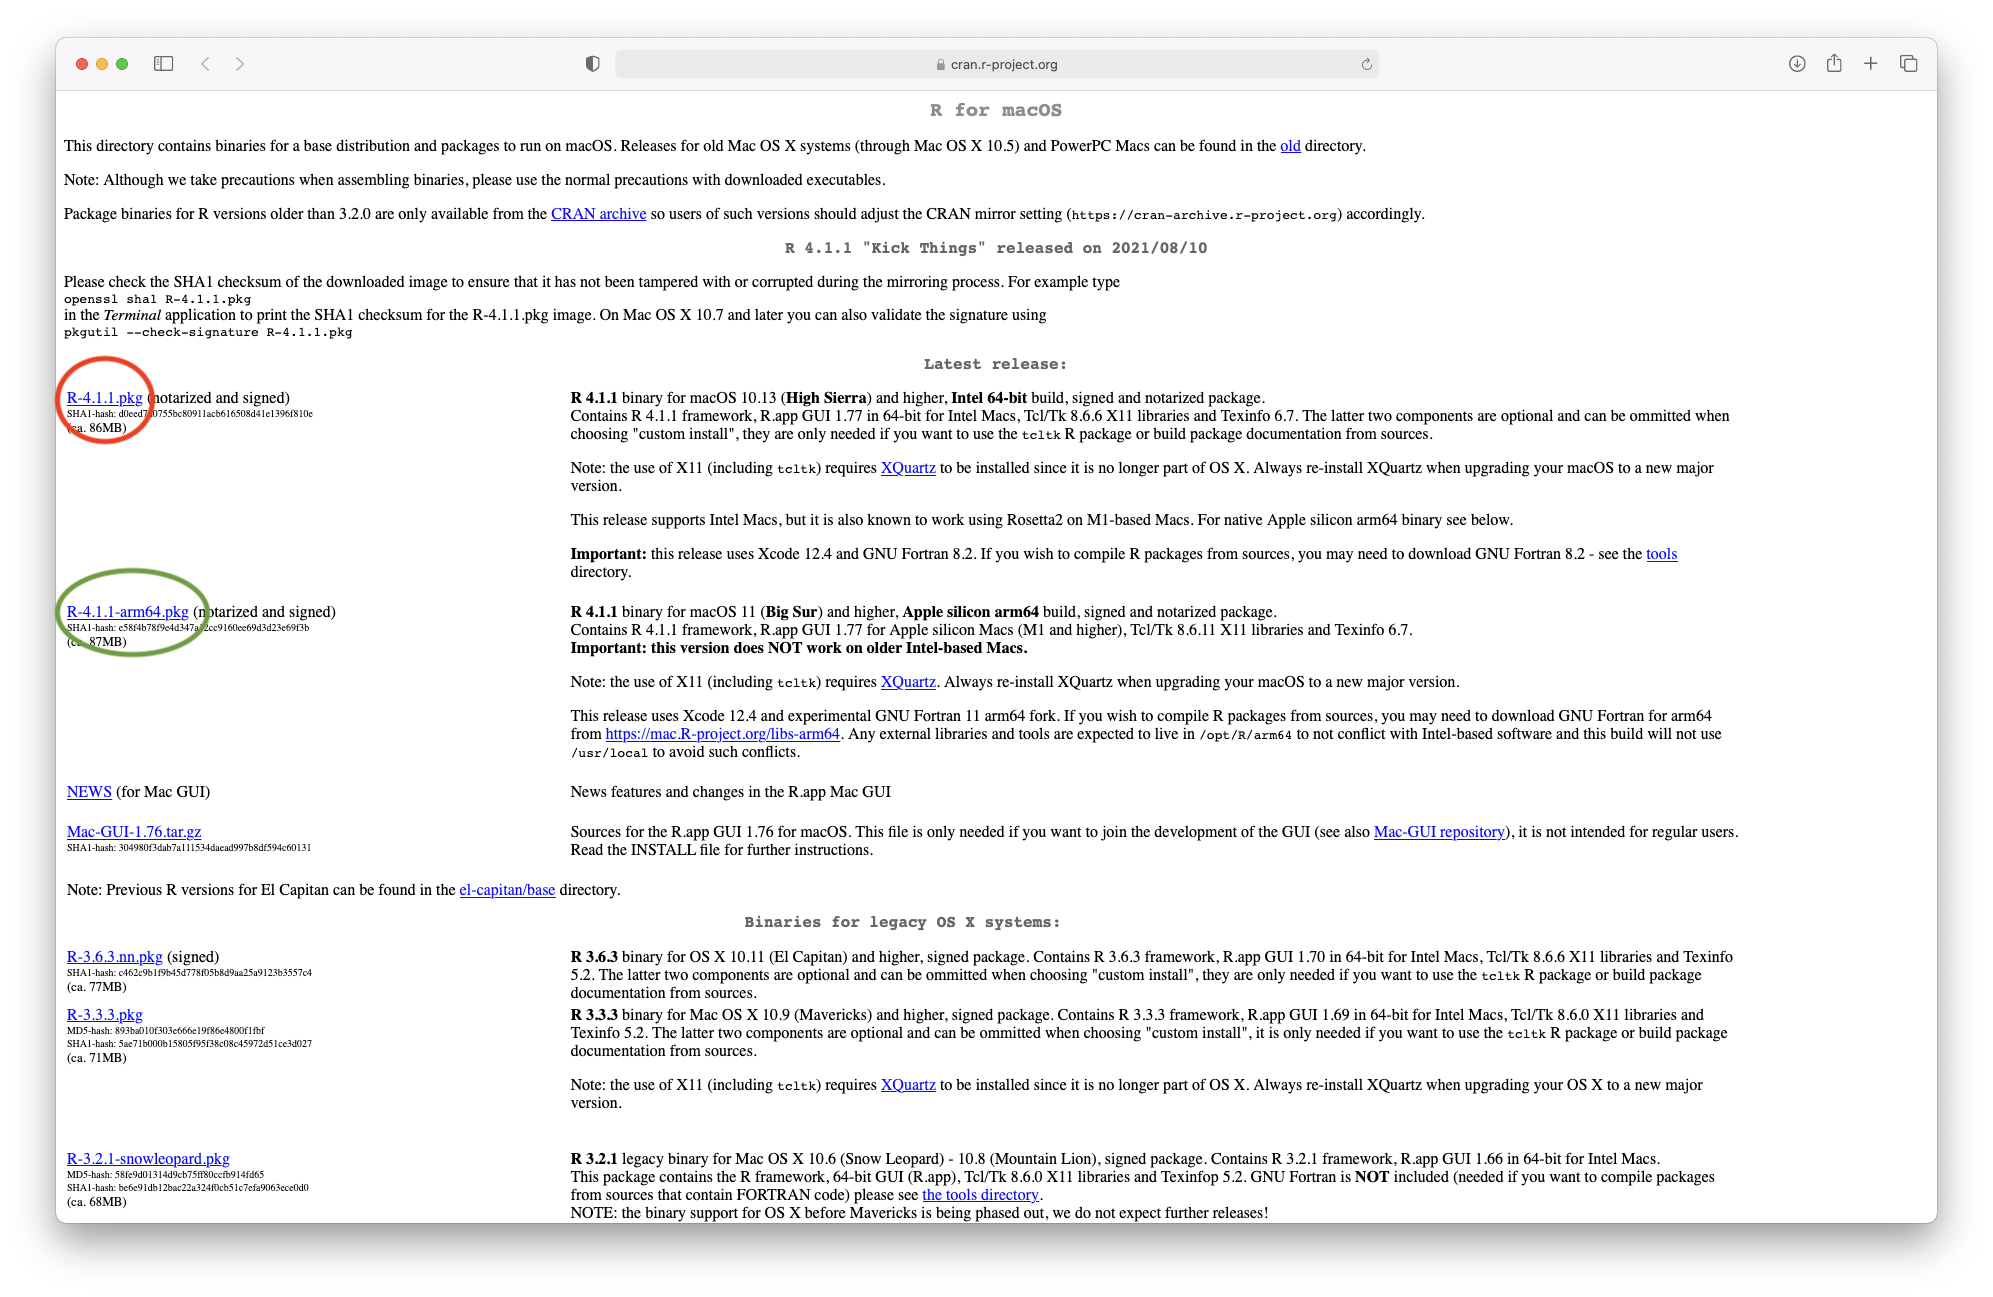 cran.r-project.org
R for macOS
This directory contains binaries for a base distribution and packages to run on macOS. Releases for old Mac OS X systems (through Mac OS X 10.5) and PowerPC Macs can be found in the old directory.
Note: Although we take precautions when assembling binaries, please use the normal precautions with downloaded executables.
Package binaries for R versions older than 3.2.0 are only available from the CRAN archive so users of such versions should adjust the CRAN mirror setting (https://cran-archive.r-project.org) accordingly.
R 4.1.1 "Kick Things" released on 2021/08/10
Please check the SHA1 checksum of the downloaded image to ensure that it has not been tampered with or corrupted during the mirroring process. For example type
openssl sha1 R-4.1.1.pkg
in the Terminal application to print the SHA1 checksum for the R-4.1.1.pkg image. On Mac OS X 10.7 and later you can also validate the signature using
pkgutil --check-signature R-4.1.1.pkg
Latest release:
R-4.1.1.pkg (notarized and signed)
SHA1-hash:
(ca. 86MB)
R 4.1.1 binary for macOS 10.13 (High Sierra) and higher, Intel 64-bit build, signed and notarized package.
Contains R 4.1.1 framework, R.app GUI 1.77 in 64-bit for Intel Macs, Tcl/Tk 8.6.6 X11 libraries and Texinfo 6.7. The latter two components are optional and can be ommitted when
choosing "custom install", they are only needed if you want to use the tcltk R package or build package documentation from sources.
Note: the use of X11 (including tcltk) requires XQuartz to be installed since it is no longer part of OS X. Always re-install XQuartz when upgrading your macOS to a new major
version.
This release supports Intel Macs, but it is also known to work using Rosetta2 on M1-based Macs. For native Apple silicon arm64 binary see below.
Important: this release uses Xcode 12.4 and GNU Fortran 8.2. If you wish to compile R packages from sources, you may need to download GNU Fortran 8.2 - see the tools
directory.
R-4.1.1-arm64.pkg (notarized and signed)
SHA1-hash:
(ca. 87MB)
R 4.1.1 binary for macOS 11 (Big Sur) and higher, Apple silicon arm64 build, signed and notarized package.
Contains R 4.1.1 framework, R.app GUI 1.77 for Apple silicon Macs (M1 and higher), Tcl/Tk 8.6.11 X11 libraries and Texinfo 6.7.
Important: this version does NOT work on older Intel-based Macs.
Note: the use of X11 (including tcltk) requires XQuartz. Always re-install XQuartz when upgrading your macOS to a new major version.
This release uses Xcode 12.4 and experimental GNU Fortran 11 arm64 fork. If you wish to compile R packages from sources, you may need to download GNU Fortran for arm64
from https://mac.R-project.org/libs-arm64. Any external libraries and tools are expected to live in /opt/R/arm64 to not conflict with Intel-based software and this build will not use
/usr/local to avoid such conflicts.
NEWS (for Mac GUI)
News features and changes in the R.app Mac GUI
Mac-GUI-1.76.tar.gz
SHA1-hash: 304980f3dab7a111534daead997b8df594c60131
Sources for the R.app GUI 1.76 for macOS. This file is only needed if you want to join the development of the GUI (see also Mac-GUI repository), it is not intended for regular users.
Read the INSTALL file for further instructions.
Note: Previous R versions for El Capitan can be found in the el-capitan/base directory.
Binaries for legacy OS X systems:
R-3.6.3.nn.pkg (signed)
SHA1-hash: c462c9b1f9b45d778f05b8d9aa25a9123b3557c4
(ca. 77MB)
R 3.6.3 binary for OS X 10.11 (El Capitan) and higher, signed package. Contains R 3.6.3 framework, R.app GUI 1.70 in 64-bit for Intel Macs, Tcl/Tk 8.6.6 X11 libraries and Texinfo
5.2. The latter two components are optional and can be ommitted when choosing "custom install", they are only needed if you want to use the tcltk R package or build package
documentation from sources.
R-3.3.3.pkg
MD5-hash: 893ba010f303e666e19f86e4800f1fbf
SHA1-hash: 5ae71b000b15805f95f38c08c45972d51ce3d027
(ca. 71MB)
R 3.3.3 binary for Mac OS X 10.9 (Mavericks) and higher, signed package. Contains R 3.3.3 framework, R.app GUI 1.69 in 64-bit for Intel Macs, Tcl/Tk 8.6.0 X11 libraries and
Texinfo 5.2. The latter two components are optional and can be ommitted when choosing "custom install", it is only needed if you want to use the tcltk R package or build package
documentation from sources.
Note: the use of X11 (including tcltk) requires XQuartz to be installed since it is no longer part of OS X. Always re-install XQuartz when upgrading your OS X to a new major
version.
R-3.2.1-snowleopard.pkg
MD5-hash: 58fe9d01314d9cb75ff80ccfb914fd65
SHA1-hash: be6e91db12bac22a324f0cb51c7efa9063ece0d0
(ca. 68MB)
R 3.2.1 legacy binary for Mac OS X 10.6 (Snow Leopard) - 10.8 (Mountain Lion), signed package. Contains R 3.2.1 framework, R.app GUI 1.66 in 64-bit for Intel Macs.
This package contains the R framework, 64-bit GUI (R.app), Tcl/Tk 8.6.0 X11 libraries and Texinfop 5.2. GNU Fortran is NOT included (needed if you want to compile packages
from sources that contain FORTRAN code) please see the tools directory.
NOTE: the binary support for OS X before Mavericks is being phased out, we do not expect further releases!